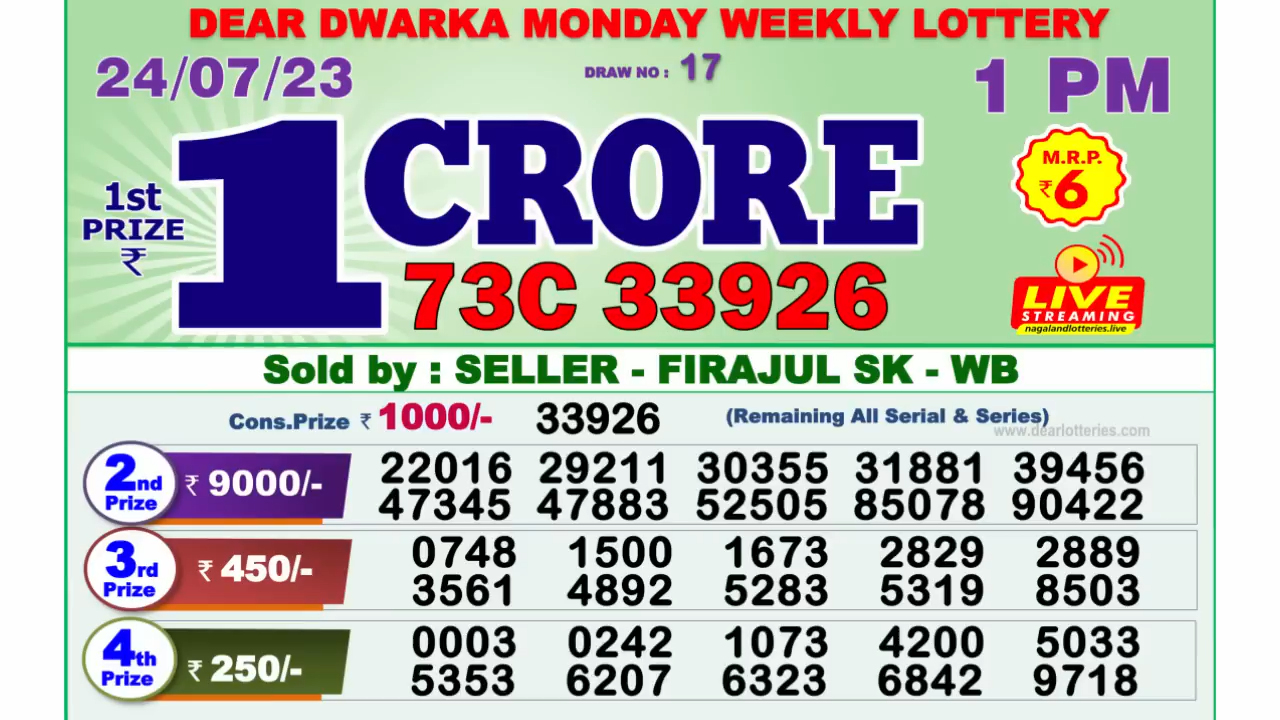 DEAR DWARKA MONDAY WEEKLY LOTTERY
24/07/23 DRAW NO : 17 1 PM
1st PRIZE ₹ 1 CRORE
M.R.P. ₹ 6
73C 33926
LIVE
STREAMING
nagalandlotteries.live
Sold by : SELLER - FIRAJUL SK - WB
Cons.Prize ₹ 1000/- 33926 (Remaining All Serial & Series)
www.dearlotteries.com
2nd Prize ₹ 9000/-
22016 29211 30355 31881 39456
47345 47883 52505 85078 90422
3rd Prize ₹ 450/-
0748 1500 1673 2829 2889
3561 4892 5283 5319 8503
4th Prize ₹ 250/-
0003 0242 1073 4200 5033
5353 6207 6323 6842 9718